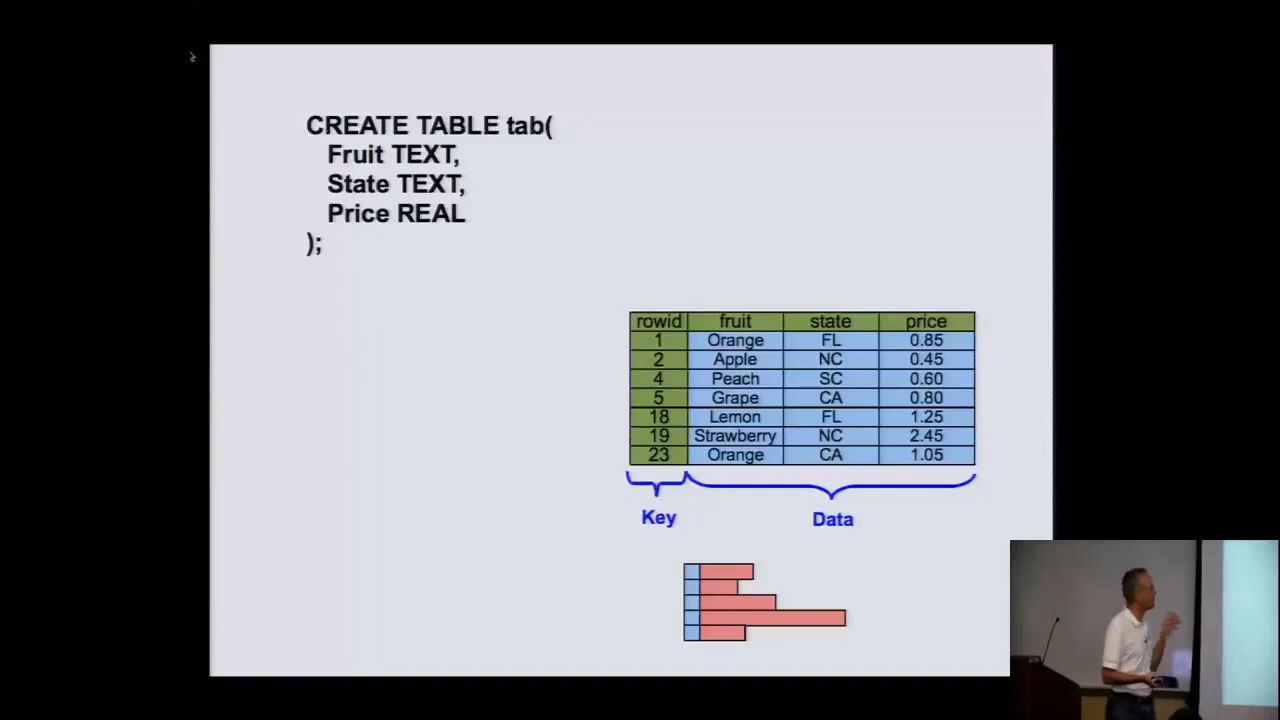 CREATE TABLE tab(
Fruit TEXT,
State TEXT,
Price REAL
);
rowid fruit state price
1 Orange FL 0.85
2 Apple NC 0.45
4 Peach SC 0.60
5 Grape CA 0.80
18 Lemon FL 1.25
19 Strawberry NC 2.45
23 Orange CA 1.05
Key Data